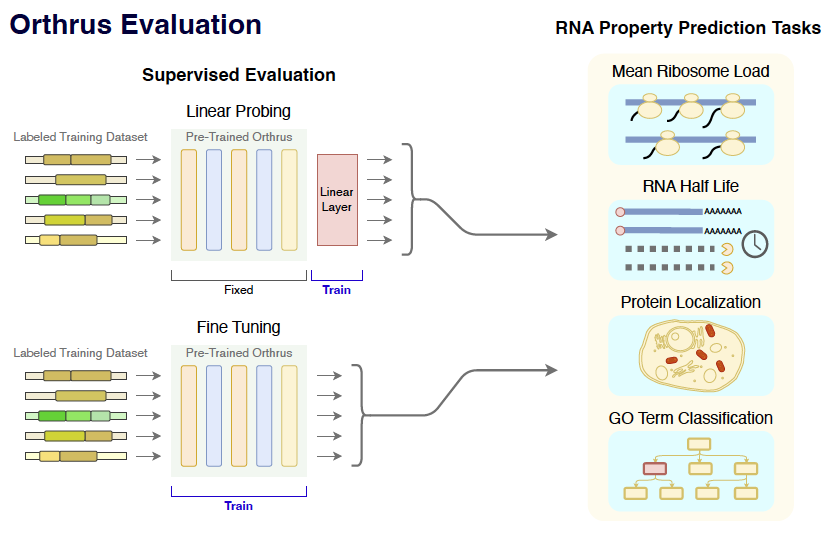 Orthrus Evaluation
RNA Property Prediction Tasks
Supervised Evaluation
Linear Probing
Labeled Training Dataset
Pre-Trained Orthrus
Linear
Layer
Fixed
Train
Fine Tuning
Labeled Training Dataset
Pre-Trained Orthrus
Train
Mean Ribosome Load
RNA Half Life
AAAAAAA
AAAAAAA
Protein Localization
GO Term Classification